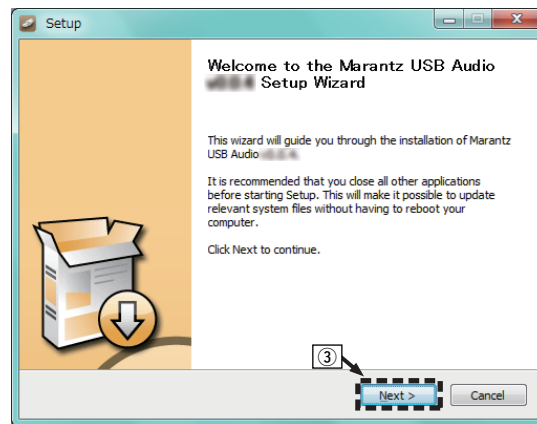 Setup
Welcome to the Marantz USB Audio
Setup Wizard
This wizard will guide you through the installation of Marantz
USB Audio
It is recommended that you close all other applications
before starting Setup. This will make it possible to update
relevant system files without having to reboot your
computer.
Click Next to continue.
③
Next >
Cancel